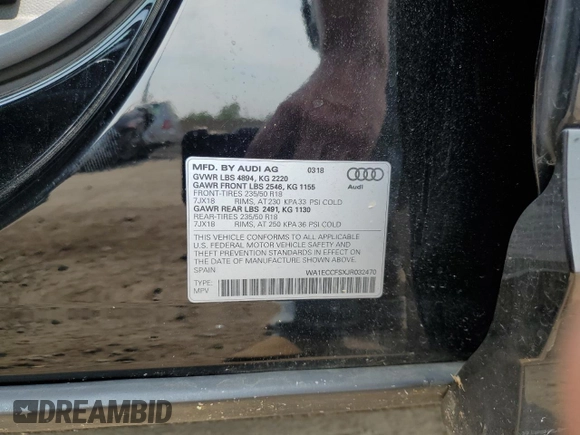 MFD. BY AUDI AG 0318
GVWR LBS 4894, KG 2220
GAWR FRONT LBS 2546, KG 1155
FRONT-TIRES 235/50 R18
7JX18 RIMS, AT 230 KPA 33 PSI COLD
GAWR REAR LBS 2491, KG 1130
REAR-TIRES 235/50 R18
7JX18 RIMS, AT 250 KPA 36 PSI COLD
Audi
THIS VEHICLE CONFORMS TO ALL APPLICABLE
U.S. FEDERAL MOTOR VEHICLE SAFETY AND
THEFT PREVENTION STANDARDS IN EFFECT ON
THE DATE OF MANUFACTURE SHOWN ABOVE.
SPAIN
WA1ECCFSXJR032470
TYPE:
MPV
DREAMBID